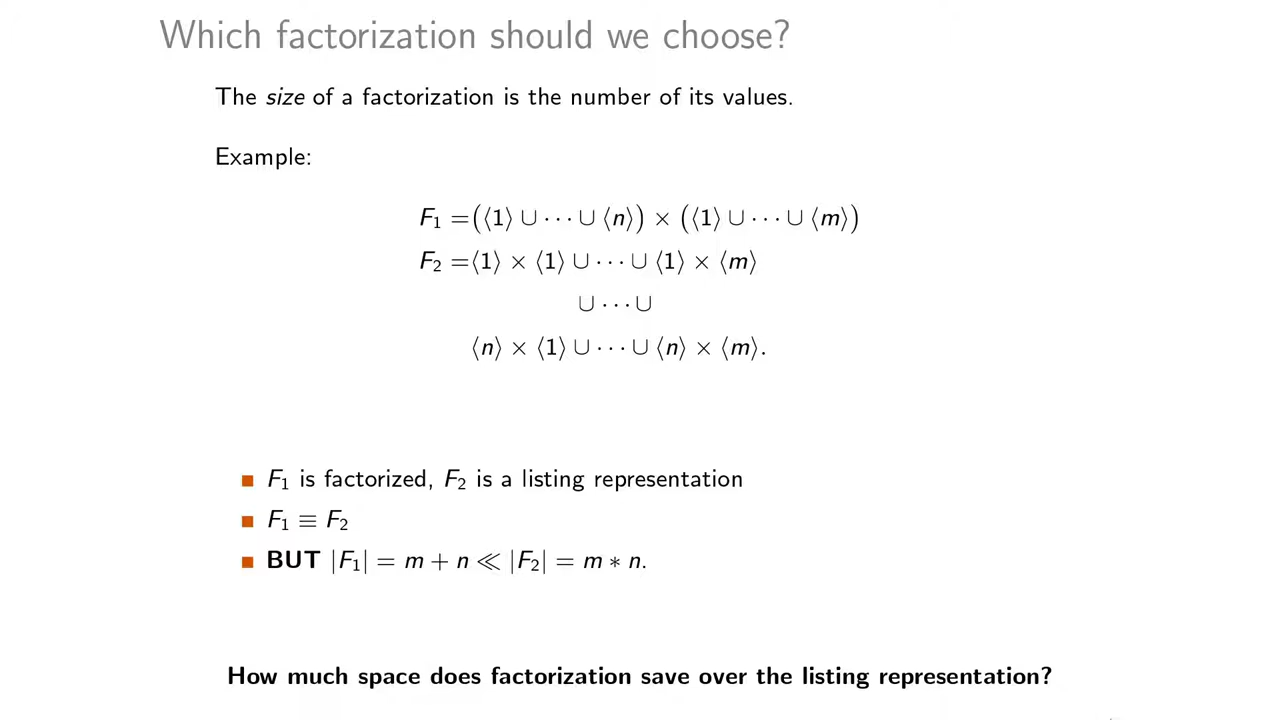 Which factorization should we choose?
The size of a factorization is the number of its values.
Example:
F₁ =(⟨1⟩ ∪ ··· ∪ ⟨n⟩) × (⟨1⟩ ∪ ··· ∪ ⟨m⟩)
F₂ =⟨1⟩ × ⟨1⟩ ∪ ··· ∪ ⟨1⟩ × ⟨m⟩
∪ ··· ∪
⟨n⟩ × ⟨1⟩ ∪ ··· ∪ ⟨n⟩ × ⟨m⟩.
■ F₁ is factorized, F₂ is a listing representation
■ F₁ ≡ F₂
■ BUT |F₁| = m + n ≪ |F₂| = m ∗ n.
How much space does factorization save over the listing representation?